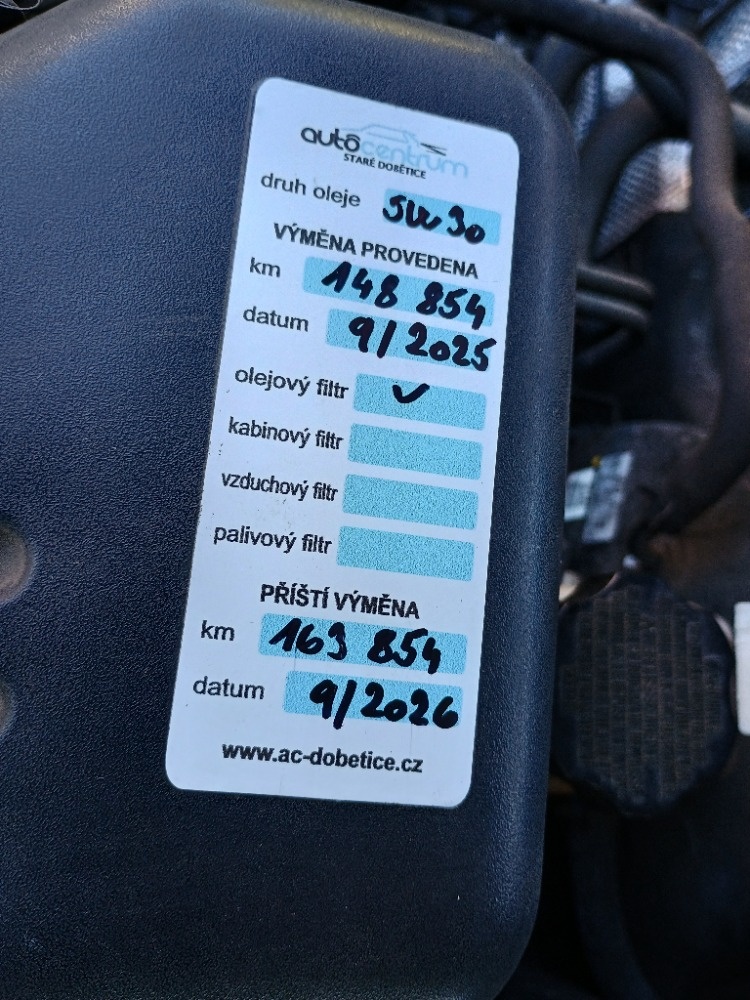 autocentrum
STARÉ DOBĚTICE
druh oleje 5W30
VÝMĚNA PROVEDENA
km 148 854
datum 9/2025
olejový filtr ✓
kabinový filtr
vzduchový filtr
palivový filtr
PŘÍŠTÍ VÝMĚNA
km 163 854
datum 9/2026
www.ac-dobetice.cz